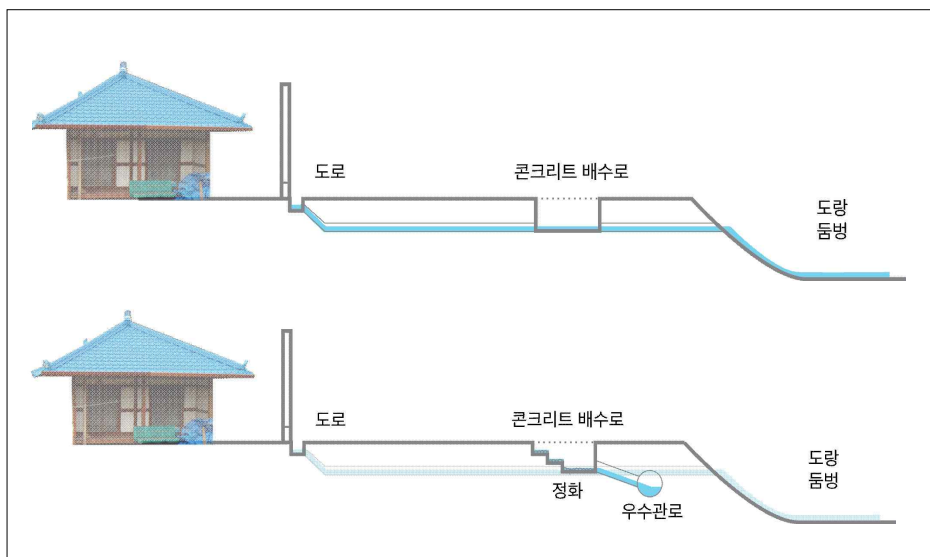 도로
콘크리트 배수로
도랑
둠벙
도로
콘크리트 배수로
도랑
둠벙
정화
우수관로